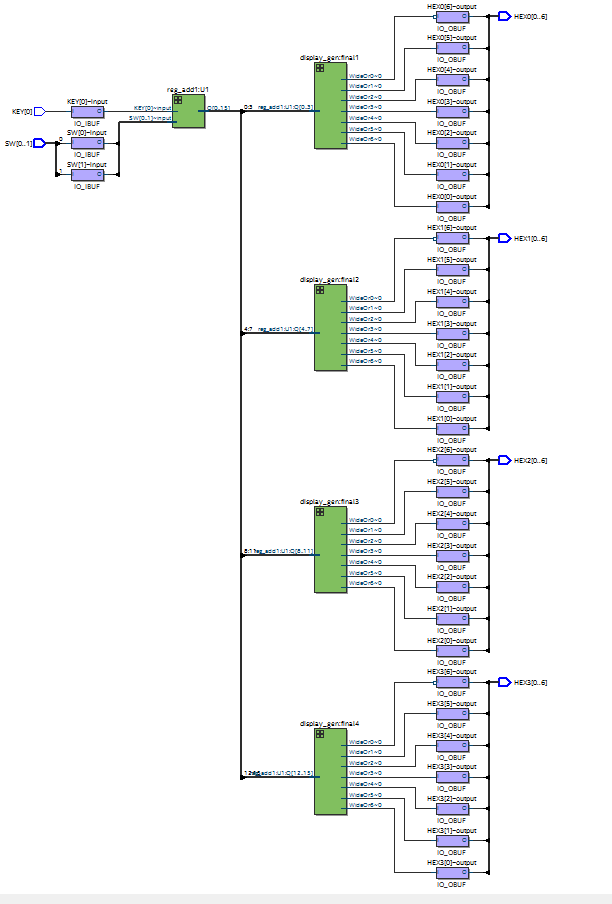 KEY[0]
SW[0..1]
KEY[0]~input
IO_IBUF
SW[0]~input
IO_IBUF
SW[1]~input
IO_IBUF
0
1
reg_add1:U1
KEY[0]~input
SW[0..1]~input
Q[0..15]
0:3 reg_add1:U1:Q[0..3]
display_gen:final1
WideOr0~0
WideOr1~0
WideOr2~0
WideOr3~0
WideOr4~0
WideOr5~0
WideOr6~0
HEX0[6]~output
IO_OBUF
HEX0[5]~output
IO_OBUF
HEX0[4]~output
IO_OBUF
HEX0[3]~output
IO_OBUF
HEX0[2]~output
IO_OBUF
HEX0[1]~output
IO_OBUF
HEX0[0]~output
IO_OBUF
HEX0[0..6]
4:7 reg_add1:U1:Q[4..7]
display_gen:final2
WideOr0~0
WideOr1~0
WideOr2~0
WideOr3~0
WideOr4~0
WideOr5~0
WideOr6~0
HEX1[6]~output
IO_OBUF
HEX1[5]~output
IO_OBUF
HEX1[4]~output
IO_OBUF
HEX1[3]~output
IO_OBUF
HEX1[2]~output
IO_OBUF
HEX1[1]~output
IO_OBUF
HEX1[0]~output
IO_OBUF
HEX1[0..6]
8:11 reg_add1:U1:Q[8..11]
display_gen:final3
WideOr0~0
WideOr1~0
WideOr2~0
WideOr3~0
WideOr4~0
WideOr5~0
WideOr6~0
HEX2[6]~output
IO_OBUF
HEX2[5]~output
IO_OBUF
HEX2[4]~output
IO_OBUF
HEX2[3]~output
IO_OBUF
HEX2[2]~output
IO_OBUF
HEX2[1]~output
IO_OBUF
HEX2[0]~output
IO_OBUF
HEX2[0..6]
add1:U1:Q[12..15]
display_gen:final4
WideOr0~0
WideOr1~0
WideOr2~0
WideOr3~0
WideOr4~0
WideOr5~0
WideOr6~0
HEX3[6]~output
IO_OBUF
HEX3[5]~output
IO_OBUF
HEX3[4]~output
IO_OBUF
HEX3[3]~output
IO_OBUF
HEX3[2]~output
IO_OBUF
HEX3[1]~output
IO_OBUF
HEX3[0]~output
IO_OBUF
HEX3[0..6]